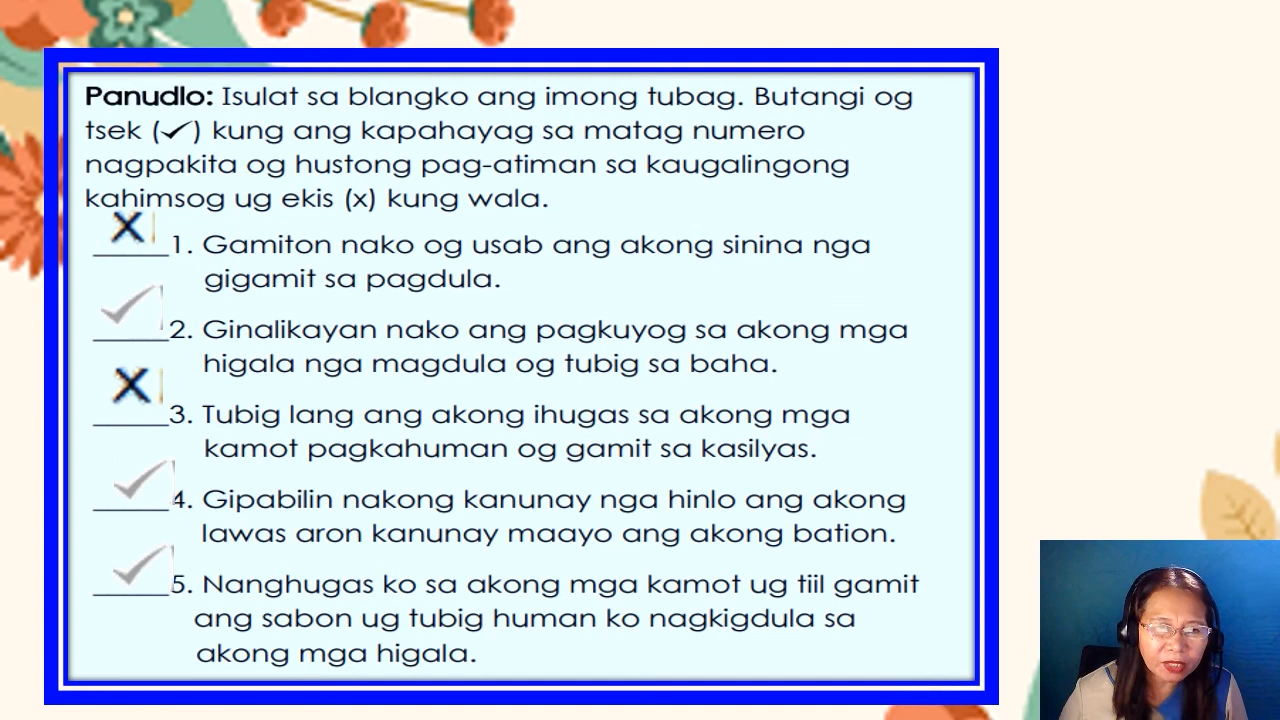 Panudlo: Isulat sa blangko ang imong tubag. Butangi og
tsek (✓) kung ang kapahayag sa matag numero
nagpakita og hustong pag-atiman sa kaugalingong
kahimsog ug ekis (x) kung wala.
x 1. Gamiton nako og usab ang akong sinina nga
gigamit sa pagdula.
✓ 2. Ginalikayan nako ang pagkuyog sa akong mga
higala nga magdula og tubig sa baha.
x 3. Tubig lang ang akong ihugas sa akong mga
kamot pagkahuman og gamit sa kasilyas.
✓ 4. Gipabilin nakong kanunay nga hinlo ang akong
lawas aron kanunay maayo ang akong bation.
✓ 5. Nanghugas ko sa akong mga kamot ug tiil gamit
ang sabon ug tubig human ko nagkigdula sa
akong mga higala.